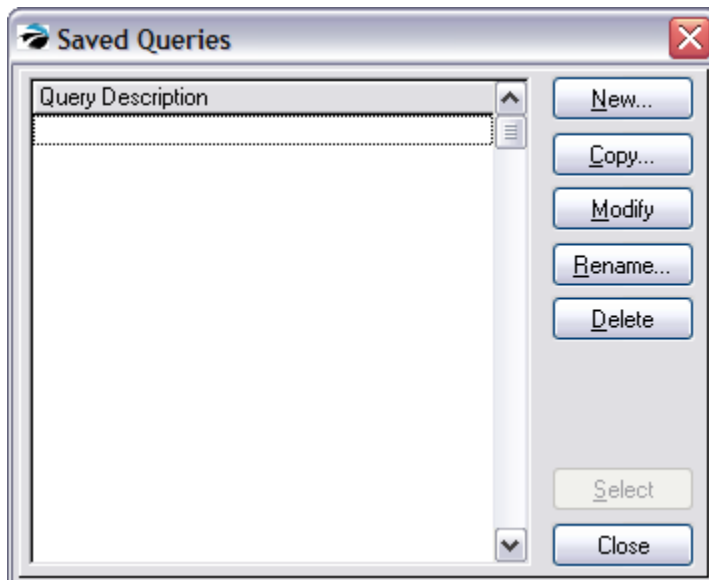 Saved Queries
Query Description
New...
Copy...
Modify
Rename...
Delete
Select
Close